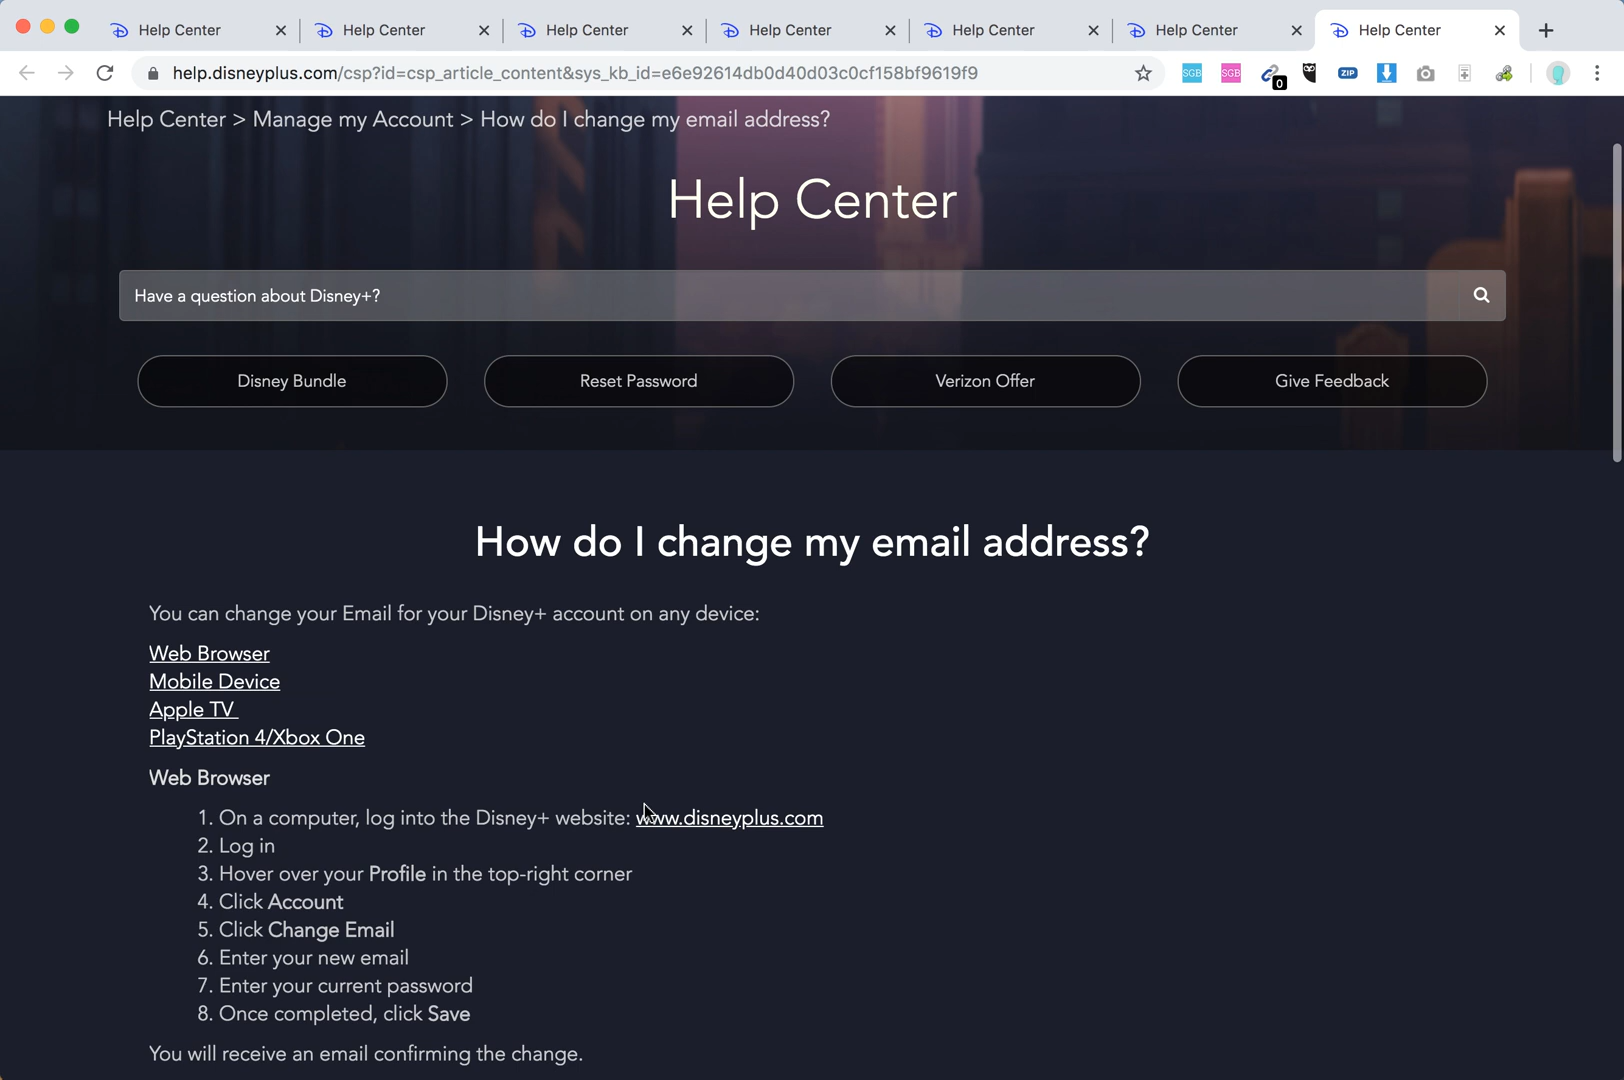 Help Center
Help Center
Help Center
Help Center
Help Center
Help Center
Help Center
help.disneyplus.com/csp?id=csp_article_content&sys_kb_id=e6e92614db0d40d03c0cf158bf9619f9
SGB
SGB
0
ZIP
Help Center > Manage my Account > How do I change my email address?
Help Center
Have a question about Disney+?
Disney Bundle
Reset Password
Verizon Offer
Give Feedback
How do I change my email address?
You can change your Email for your Disney+ account on any device:
Web Browser
Mobile Device
Apple TV
PlayStation 4/Xbox One
Web Browser
1. On a computer, log into the Disney+ website: www.disneyplus.com
2. Log in
3. Hover over your Profile in the top-right corner
4. Click Account
5. Click Change Email
6. Enter your new email
7. Enter your current password
8. Once completed, click Save
You will receive an email confirming the change.